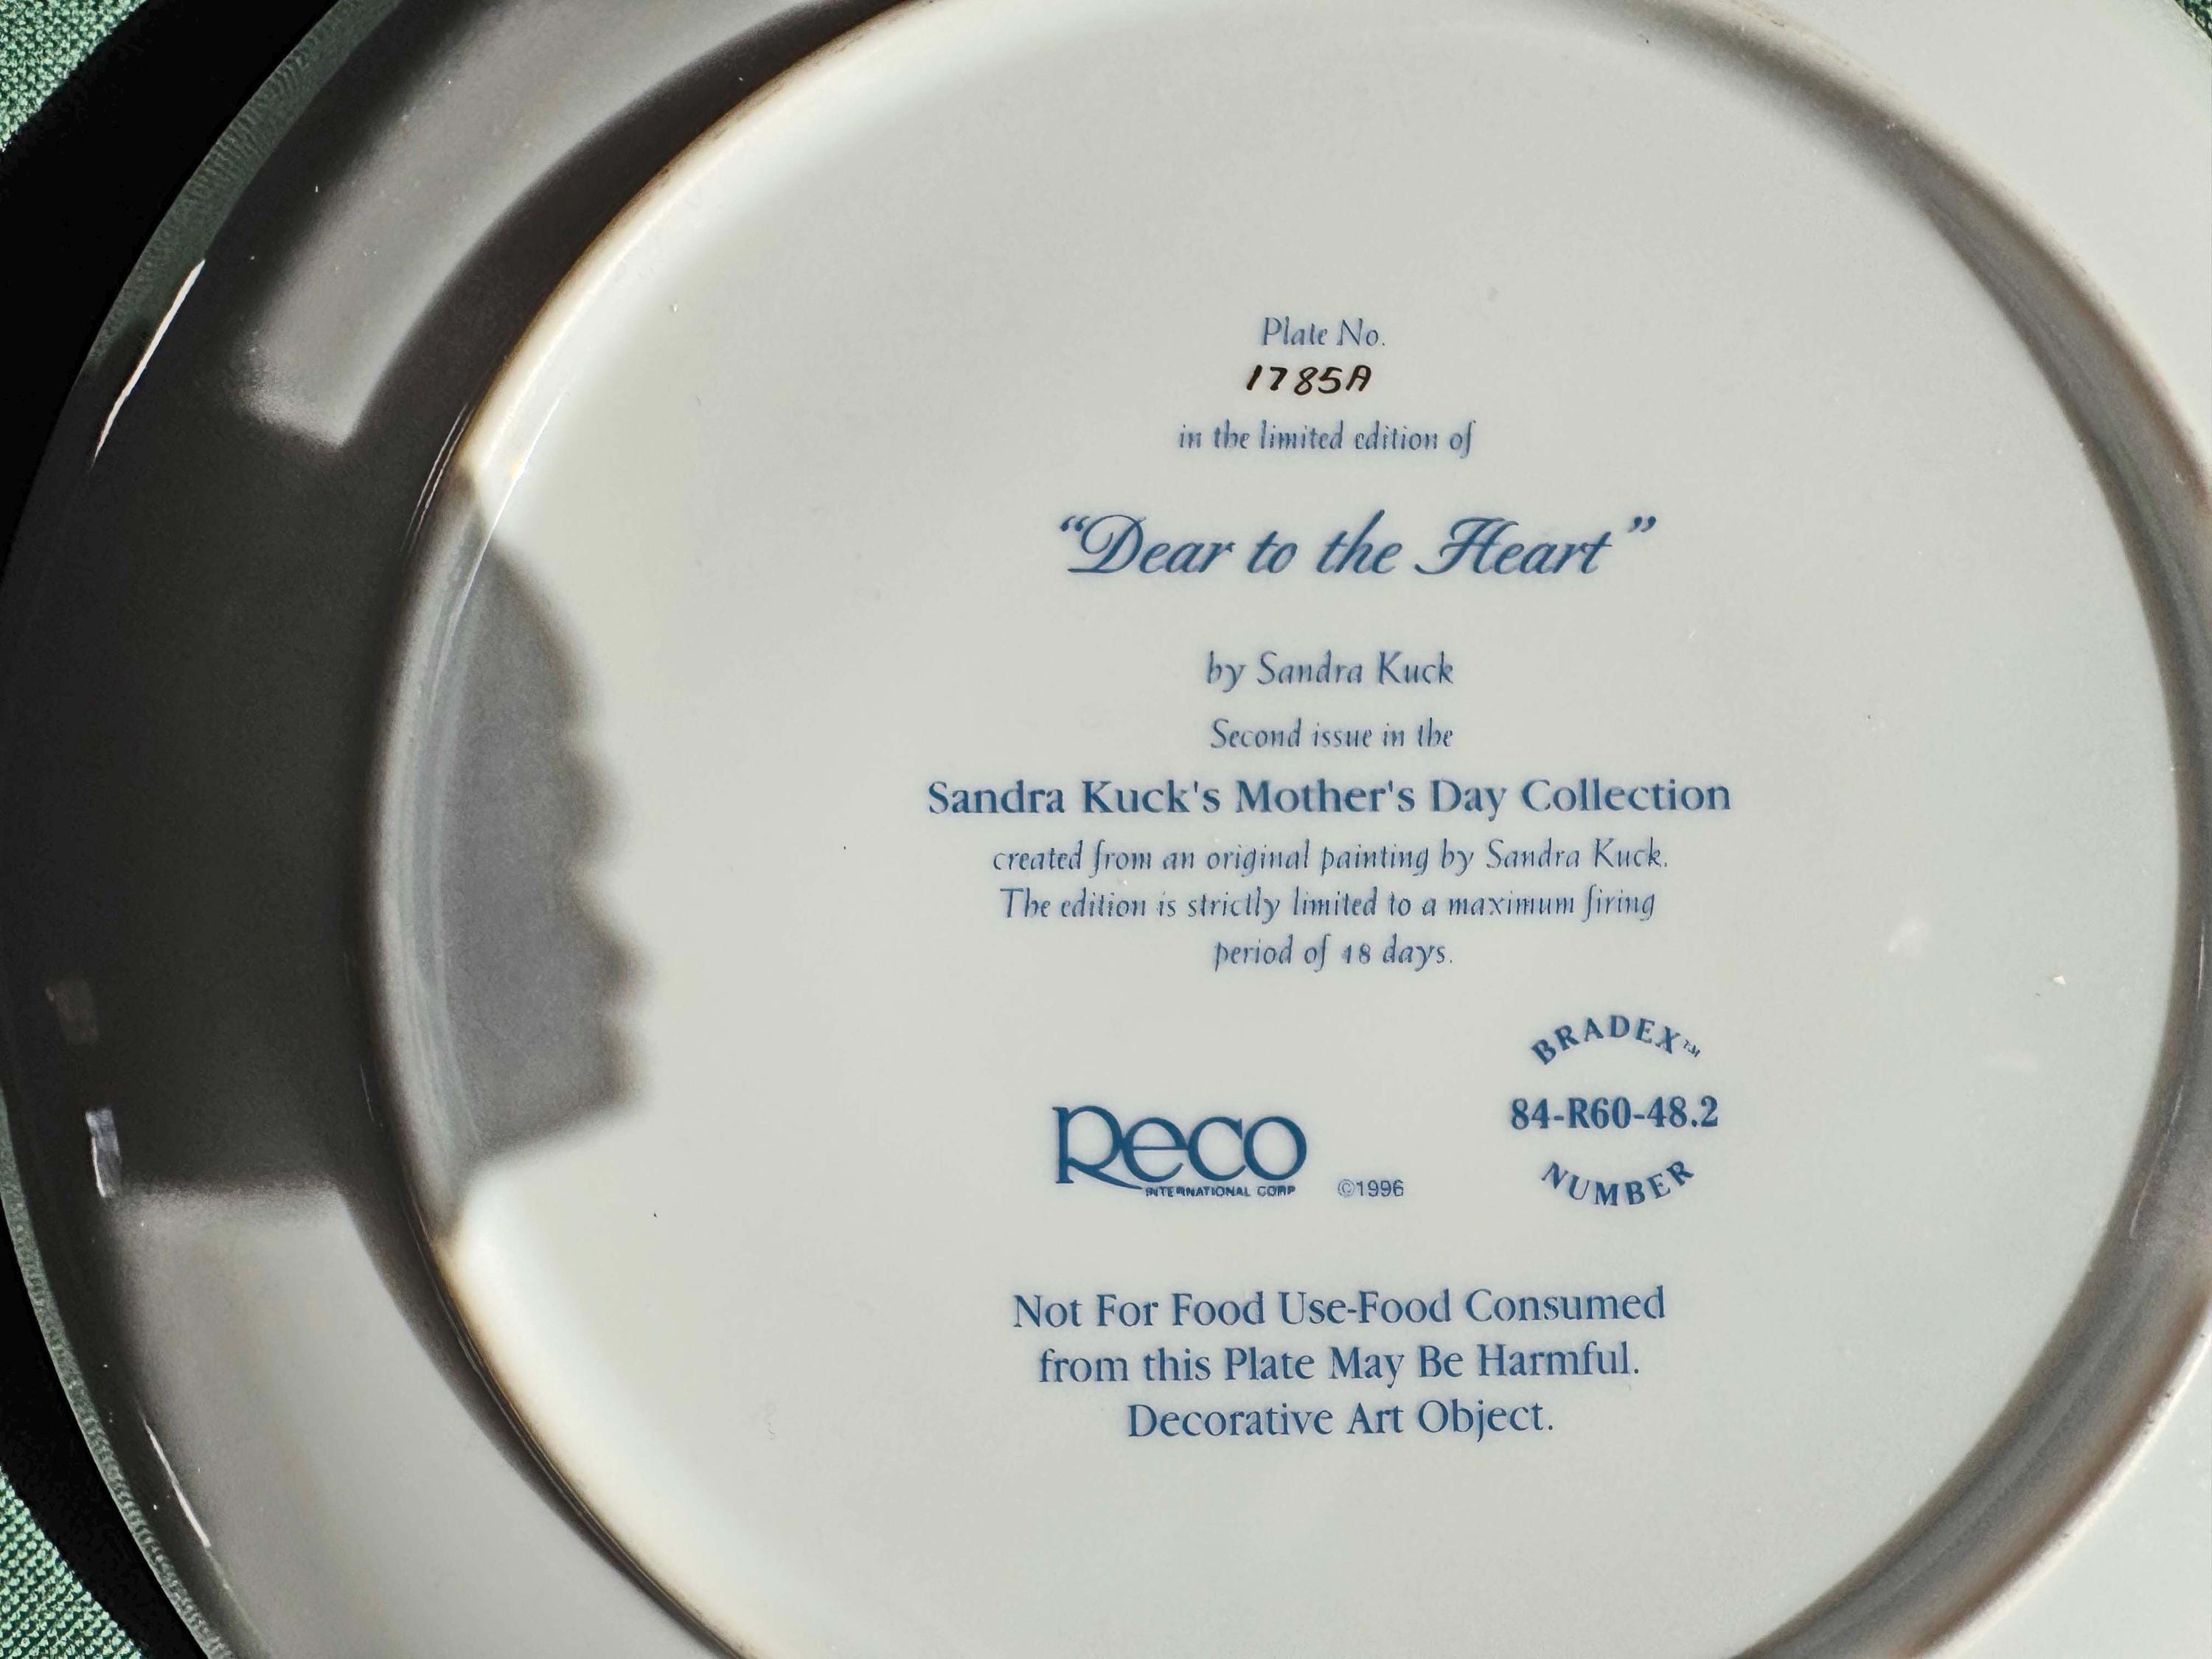 Plate No.
1785A
in the limited edition of
“Dear to the Heart”
by Sandra Kuck
Second issue in the
Sandra Kuck's Mother's Day Collection
created from an original painting by Sandra Kuck.
The edition is strictly limited to a maximum firing
period of 48 days.
Reco
INTERNATIONAL CORP
©1996
BRADEX™
84-R60-48.2
NUMBER
Not For Food Use-Food Consumed
from this Plate May Be Harmful.
Decorative Art Object.